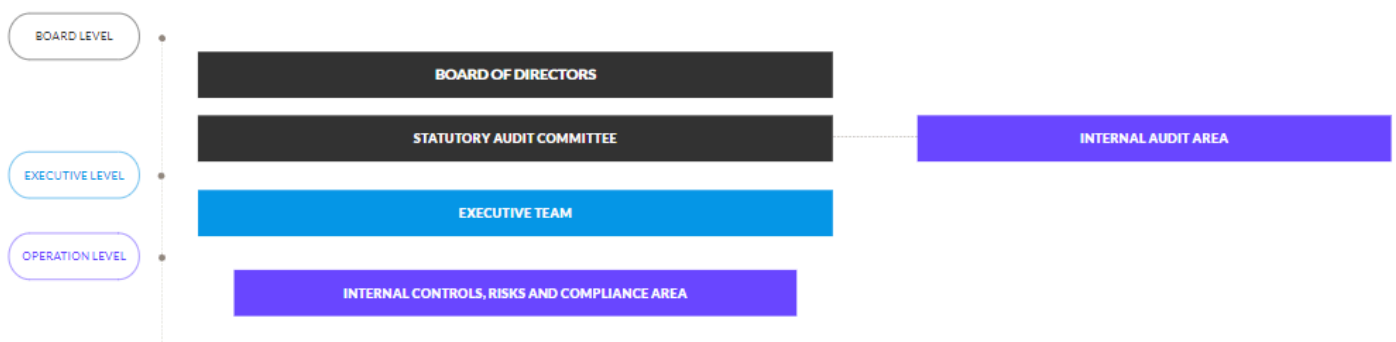 BOARD LEVEL
BOARD OF DIRECTORS
STATUTORY AUDIT COMMITTEE
INTERNAL AUDIT AREA
EXECUTIVE LEVEL
EXECUTIVE TEAM
OPERATION LEVEL
INTERNAL CONTROLS, RISKS AND COMPLIANCE AREA